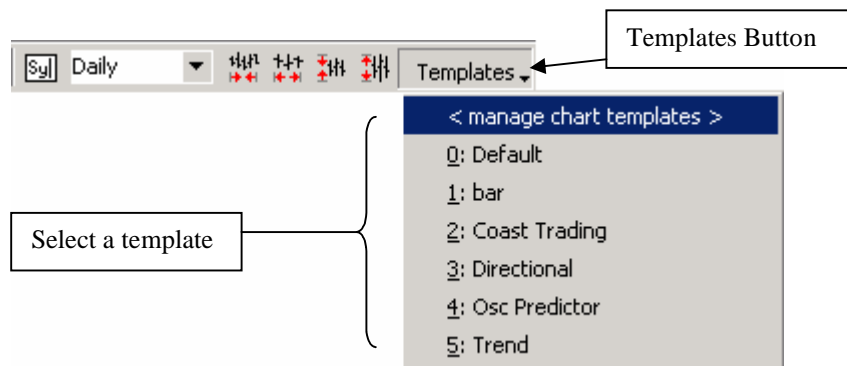 Templates Button
Syl Daily Templates
< manage chart templates >
0: Default
1: bar
2: Coast Trading
3: Directional
4: Osc Predictor
5: Trend
Select a template